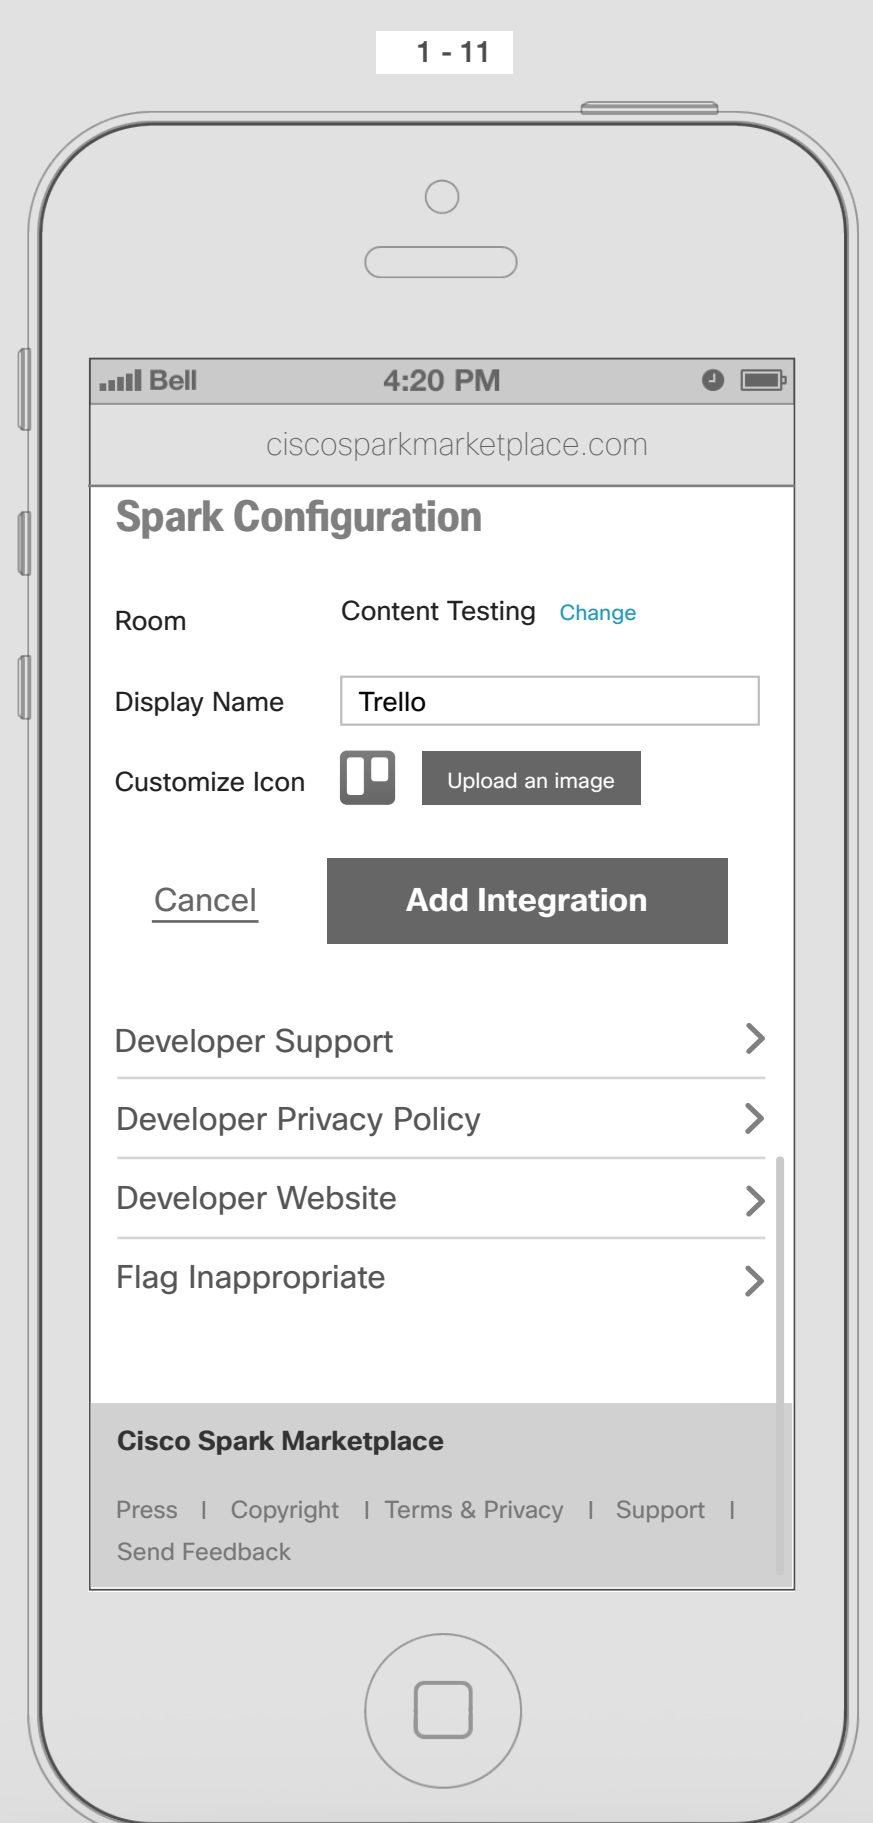 1 - 11
Bell 4:20 PM
ciscosparkmarketplace.com
Spark Configuration
Room Content Testing Change
Display Name Trello
Customize Icon Upload an image
Cancel Add Integration
Developer Support
Developer Privacy Policy
Developer Website
Flag Inappropriate
Cisco Spark Marketplace
Press | Copyright | Terms & Privacy | Support |
Send Feedback